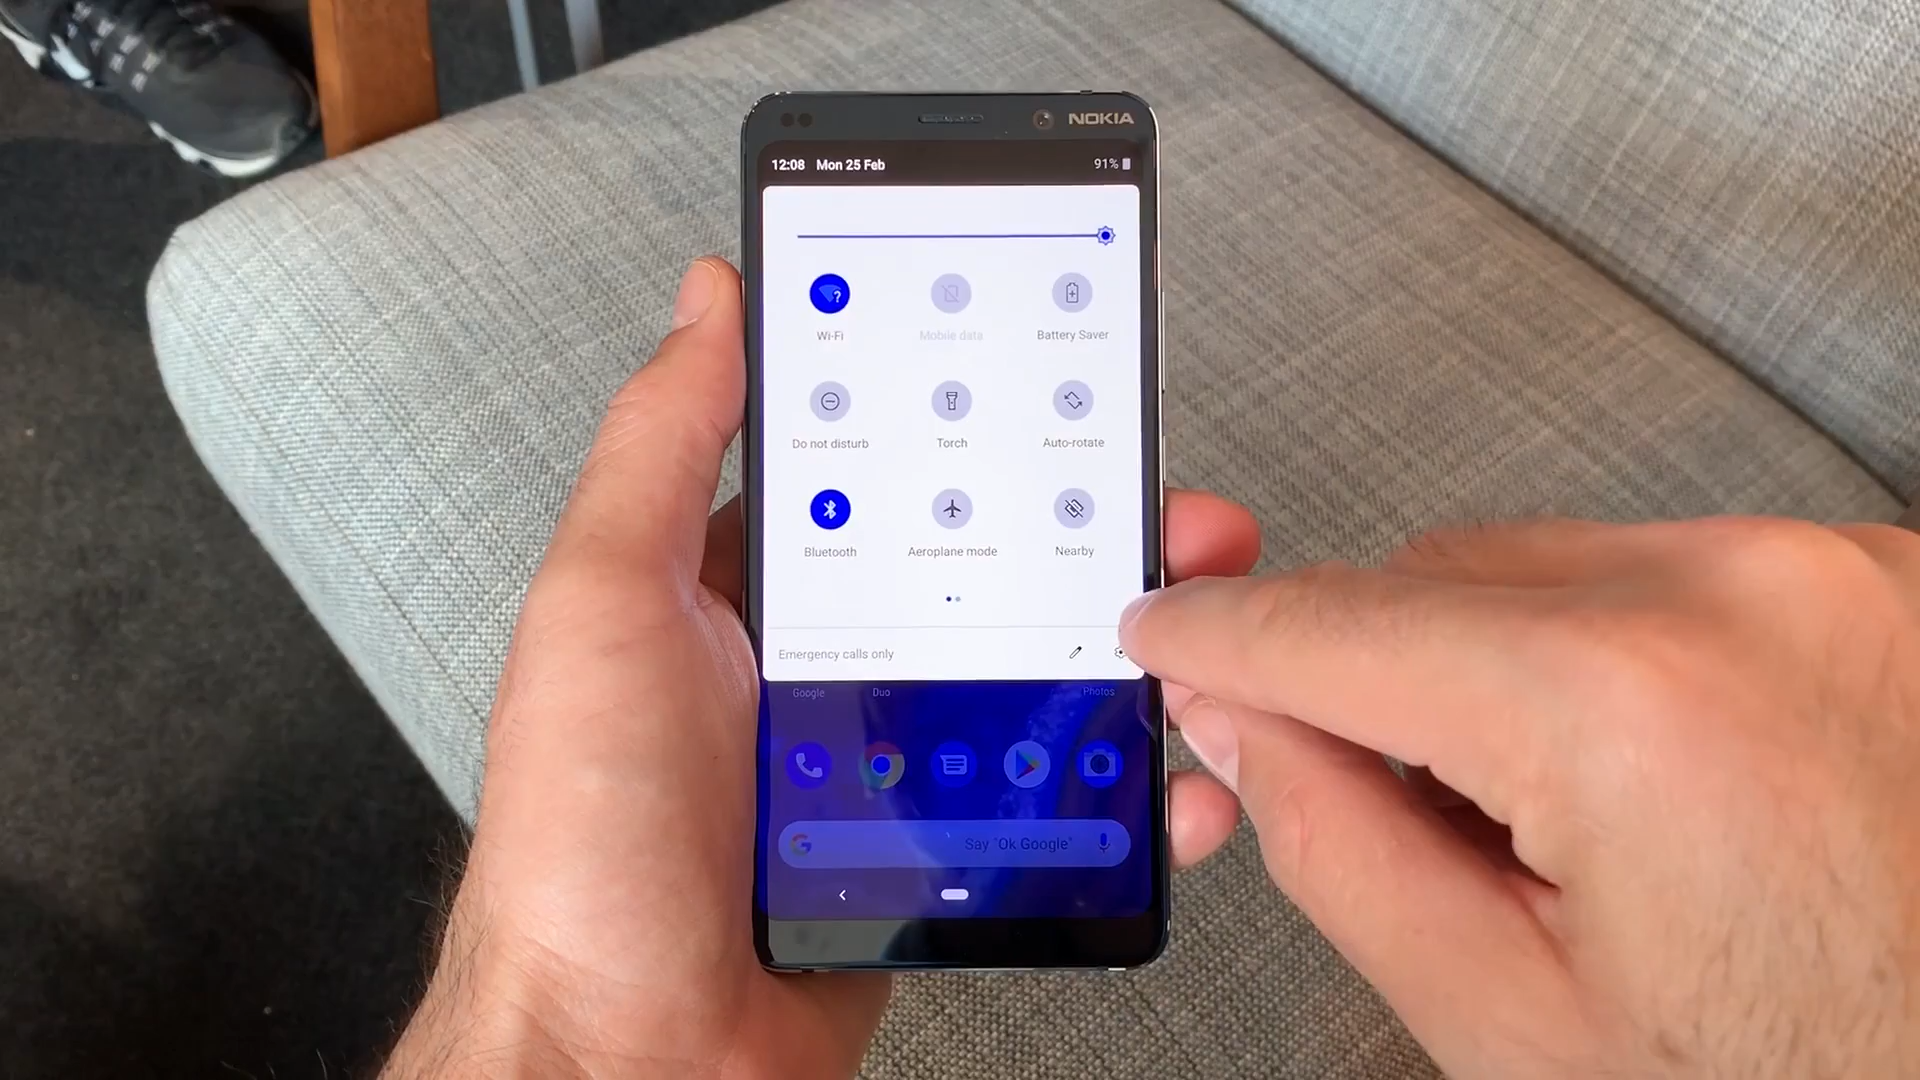 NOKIA
12:08 Mon 25 Feb 91%
Wi-Fi Mobile data Battery Saver
Do not disturb Torch Auto-rotate
Bluetooth Aeroplane mode Nearby
Emergency calls only
Google Duo Photos
G Say "Ok Google"